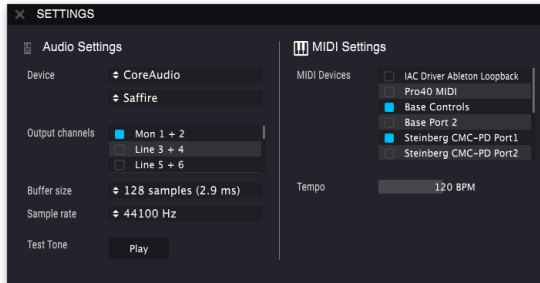 SETTINGS
Audio Settings
Device
CoreAudio
Saffire
Output channels
Mon 1 + 2
Line 3 + 4
Line 5 + 6
Buffer size
128 samples (2.9 ms)
Sample rate
44100 Hz
Test Tone
Play
MIDI Settings
MIDI Devices
IAC Driver Ableton Loopback
Pro40 MIDI
Base Controls
Base Port 2
Steinberg CMC-PD Port1
Steinberg CMC-PD Port2
Tempo
120 BPM